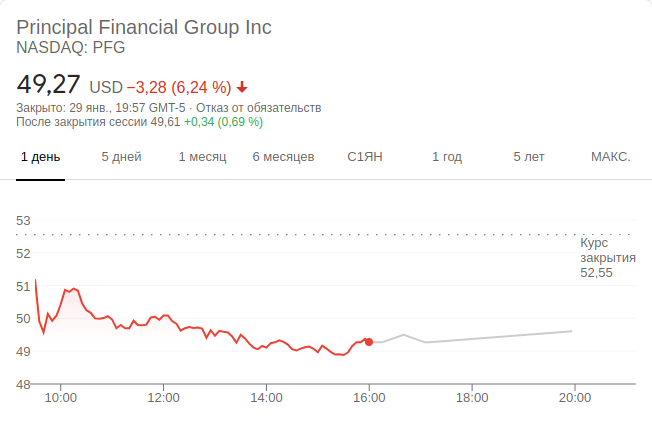 Principal Financial Group Inc
NASDAQ: PFG
49,27 USD −3,28 (6,24 %)
Закрыто: 29 янв., 19:57 GMT-5 · Отказ от обязательств
После закрытия сессии 49,61 +0,34 (0,69 %)
1 день 5 дней 1 месяц 6 месяцев С1ЯН 1 год 5 лет МАКС.
53
Курс
закрытия
52,55
52
51
50
49
48
10:00 12:00 14:00 16:00 18:00 20:00